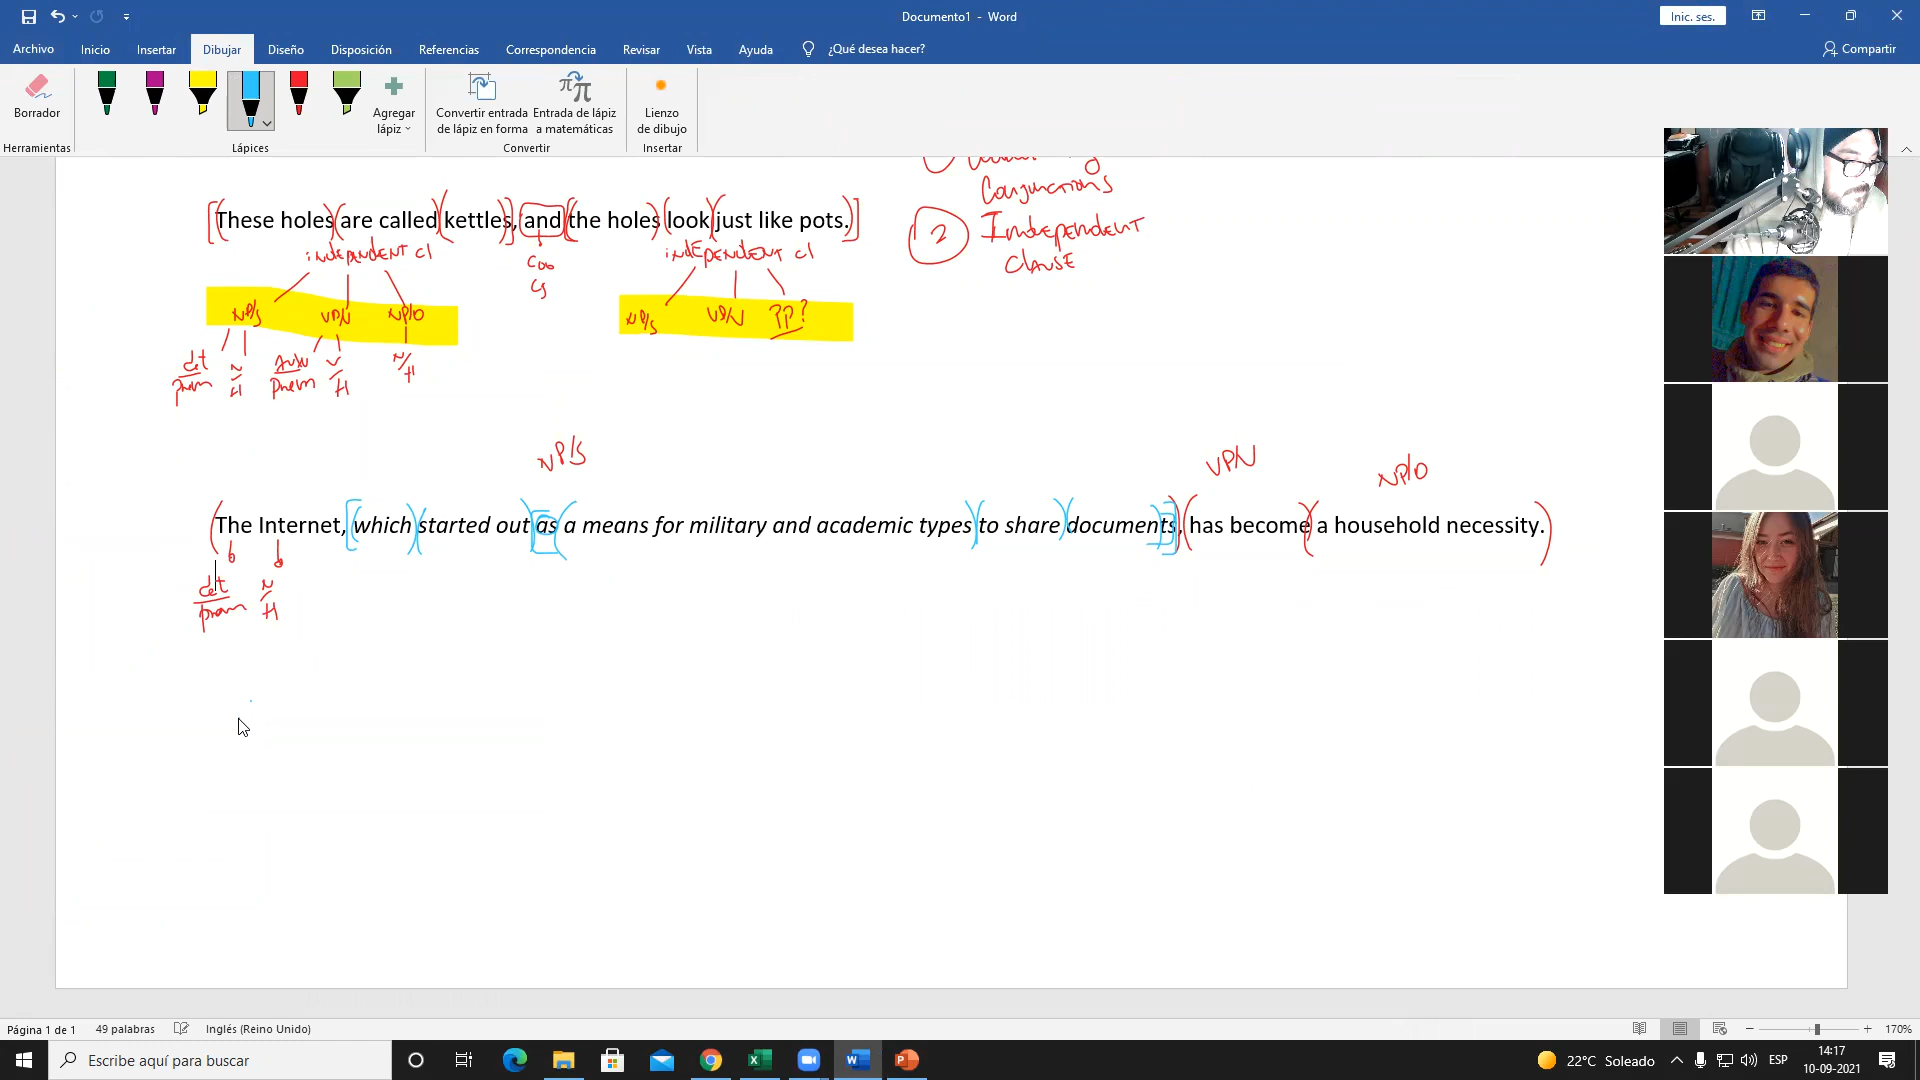 Documento1 - Word
Inic. ses.
Archivo Inicio Insertar Dibujar Diseño Disposición Referencias Correspondencia Revisar Vista Ayuda ¿Qué desea hacer? Compartir
Borrador
Agregar lápiz
Convertir entrada de lápiz en forma
Entrada de lápiz a matemáticas
Lienzo de dibujo
Herramientas Lápices Convertir Insertar
Conjunctions
[(These holes)(are called)(kettles)], and [(the holes)(look)(just like pots.)]
2 Independent
Clause
independent cl
independent cl
NP/S VP/V NP/O
NP/S VP/V PP?
det
prem
N/H
aux
prem
V/H
N/H
NP/S
VP/V
NP/O
(The Internet, [(which)(started out) as (a means for military and academic types)(to share)(documents)]), (has become)(a household necessity.)
det
prem
N/H
Página 1 de 1 49 palabras Inglés (Reino Unido) 170%
Escribe aquí para buscar
22°C Soleado ESP
14:17
10-09-2021